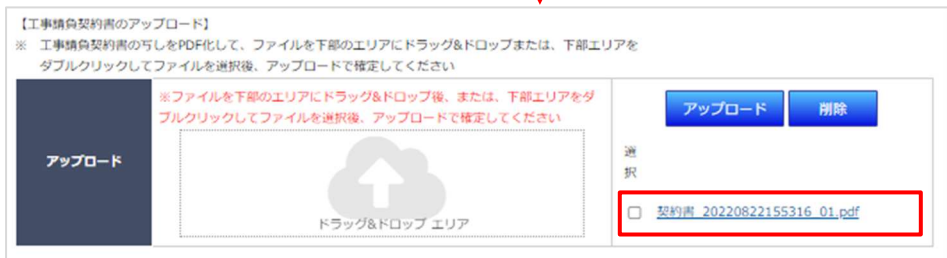 【工事請負契約書のアップロード】
※ 工事請負契約書の写しをPDF化して、ファイルを下部のエリアにドラッグ&ドロップまたは、下部エリアを
ダブルクリックしてファイルを選択後、アップロードで確定してください
アップロード
※ファイルを下部のエリアにドラッグ&ドロップ後、または、下部エリアをダ
ブルクリックしてファイルを選択後、アップロードで確定してください
ドラッグ&ドロップ エリア
アップロード 削除
選
択
契約書_20220822155316_01.pdf